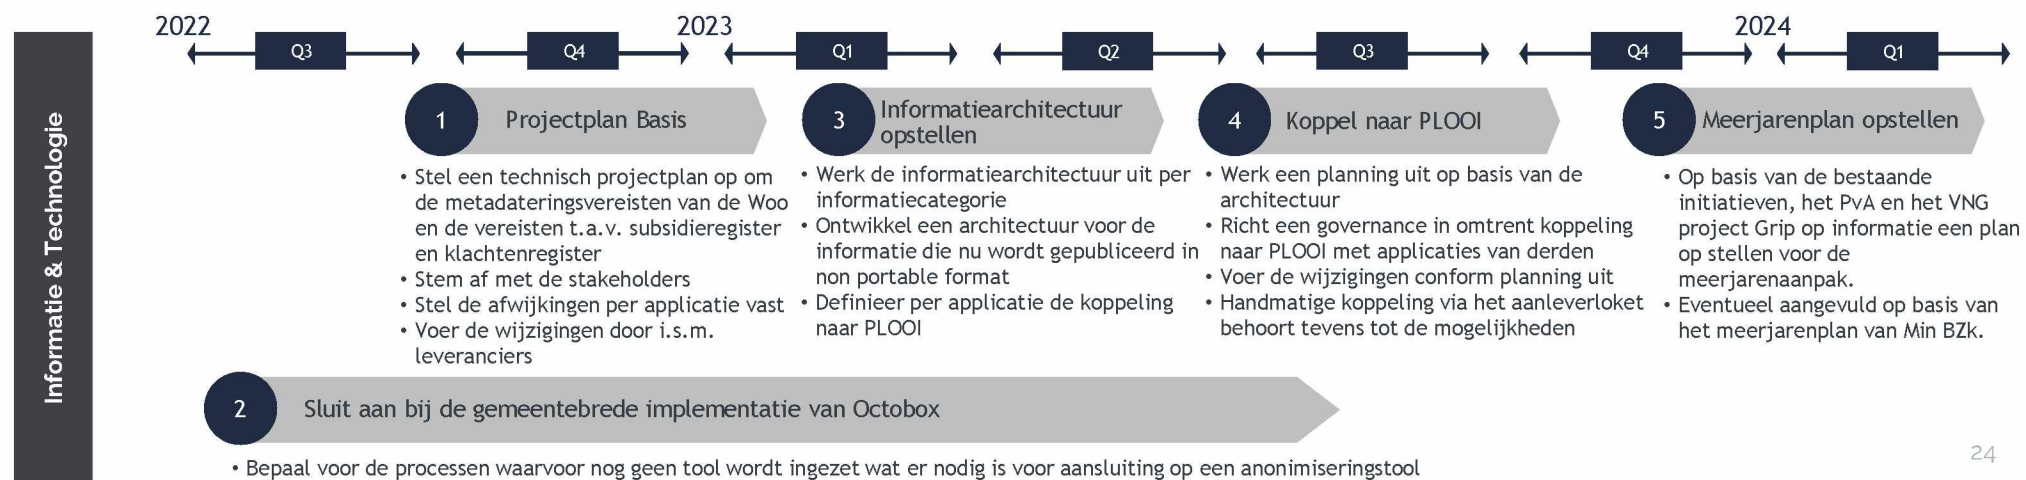 2022
2023
2024
Q3
Q4
Q1
Q2
Q3
Q4
Q1
Informatie & Technologie
1
Projectplan Basis
• Stel een technisch projectplan op om
de metadateringsvereisten van de Woo
en de vereisten t.a.v. subsidieregister
en klachtenregister
• Stem af met de stakeholders
• Stel de afwijkingen per applicatie vast
• Voer de wijzigingen door i.s.m.
leveranciers
3
Informatiearchitectuur
opstellen
• Werk de informatiearchitectuur uit per
informatiecategorie
• Ontwikkel een architectuur voor de
informatie die nu wordt gepubliceerd in
non portable format
• Definieer per applicatie de koppeling
naar PLOOI
4
Koppel naar PLOOI
• Werk een planning uit op basis van de
architectuur
• Richt een governance in omtrent koppeling
naar PLOOI met applicaties van derden
• Voer de wijzigingen conform planning uit
• Handmatige koppeling via het aanleverloket
behoort tevens tot de mogelijkheden
5
Meerjarenplan opstellen
• Op basis van de bestaande
initiatieven, het PvA en het VNG
project Grip op informatie een plan
op stellen voor de
meerjarenaanpak.
• Eventueel aangevuld op basis van
het meerjarenplan van Min BZk.
2
Sluit aan bij de gemeentebrede implementatie van Octobox
• Bepaal voor de processen waarvoor nog geen tool wordt ingezet wat er nodig is voor aansluiting op een anonimiseringstool
24